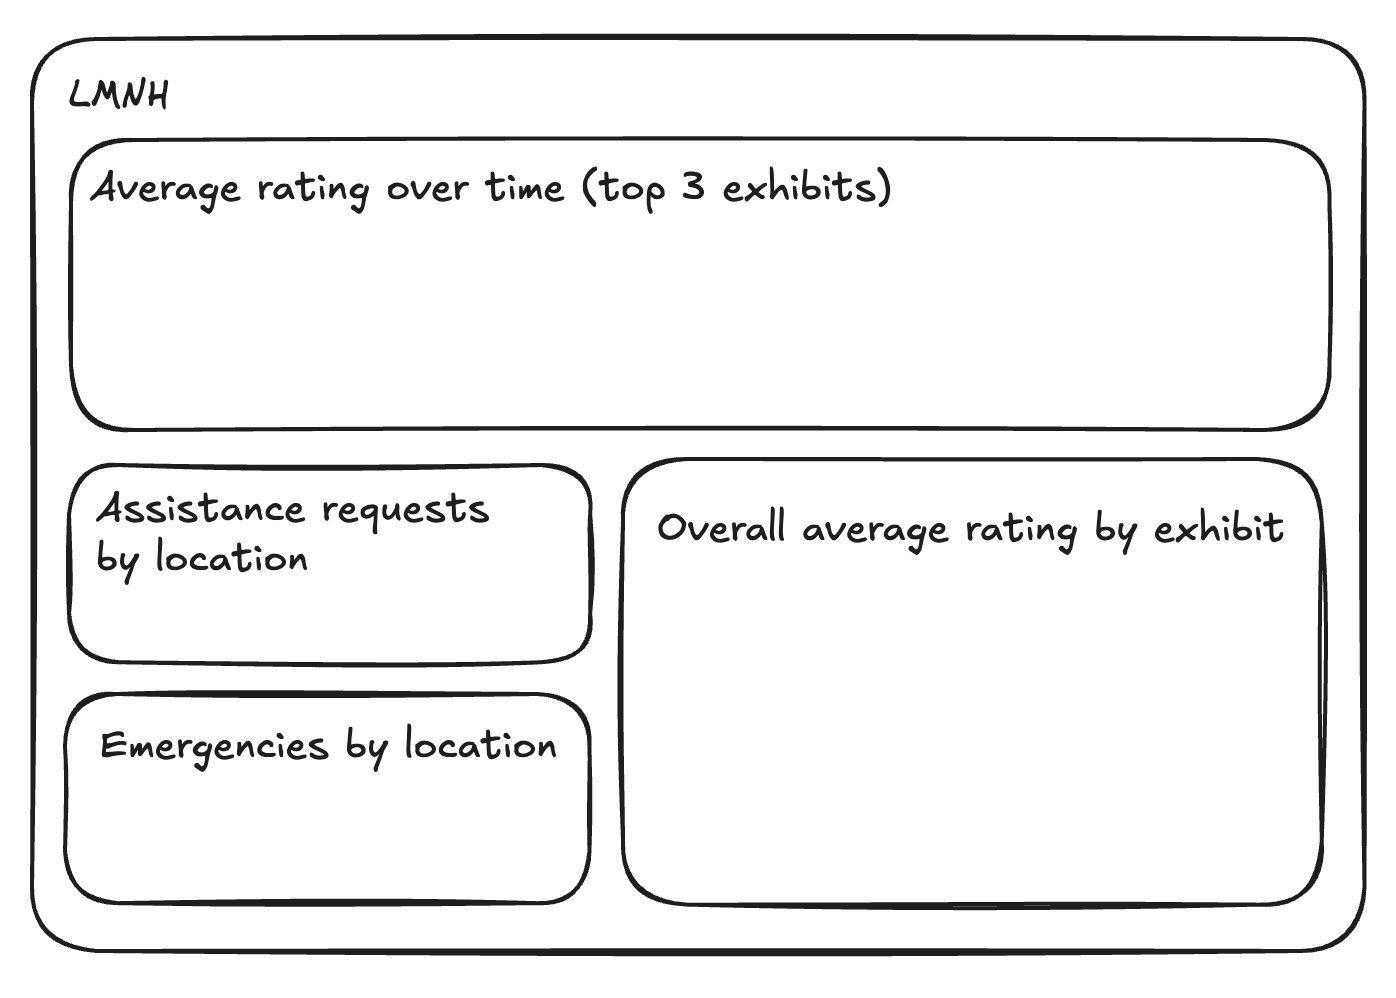 LMNH
Average rating over time (top 3 exhibits)
Assistance requests
by location
Overall average rating by exhibit
Emergencies by location